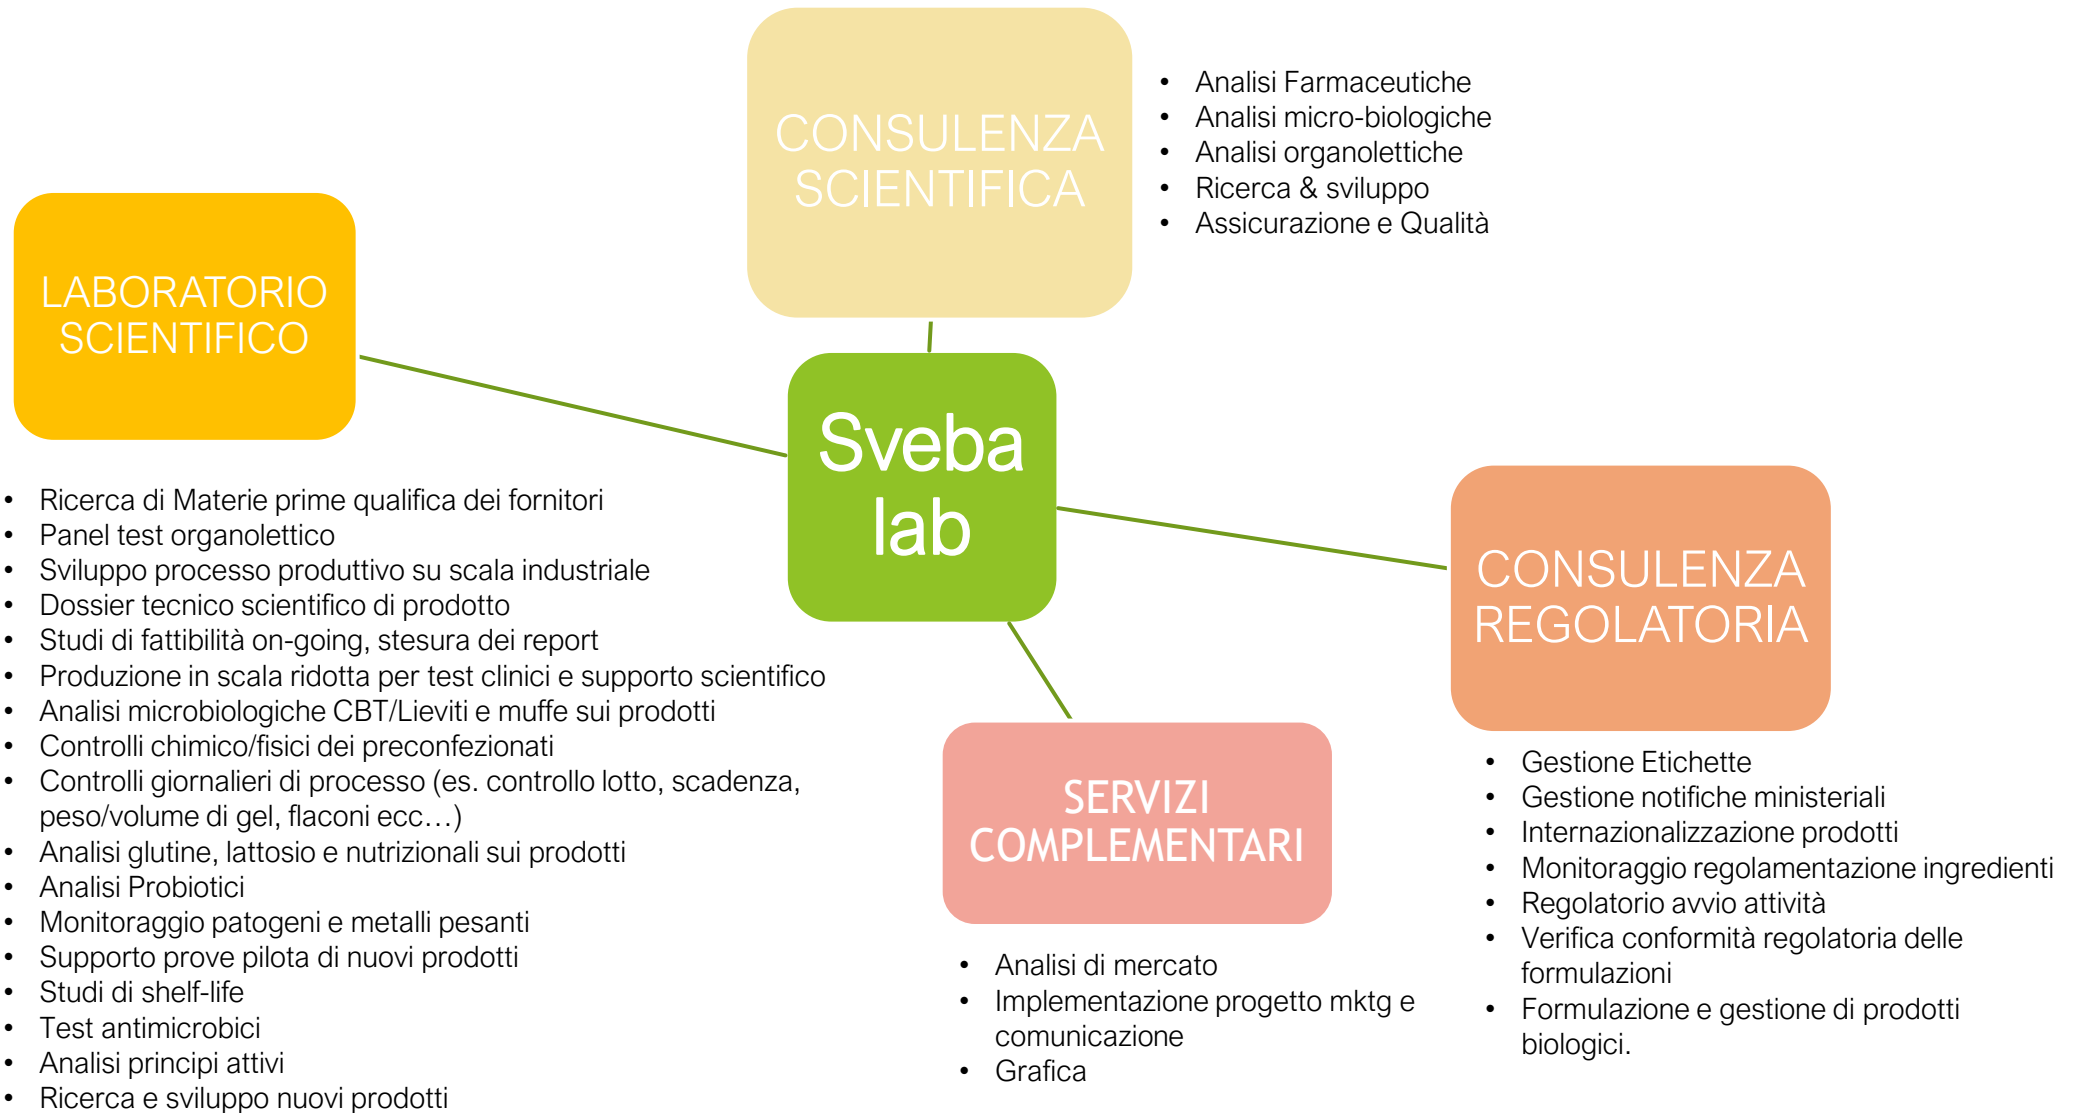 CONSULENZA
SCIENTIFICA
• Analisi Farmaceutiche
• Analisi micro-biologiche
• Analisi organolettiche
• Ricerca & sviluppo
• Assicurazione e Qualità
LABORATORIO
SCIENTIFICO
Sveba
lab
• Ricerca di Materie prime qualifica dei fornitori
• Panel test organolettico
• Sviluppo processo produttivo su scala industriale
• Dossier tecnico scientifico di prodotto
• Studi di fattibilità on-going, stesura dei report
• Produzione in scala ridotta per test clinici e supporto scientifico
• Analisi microbiologiche CBT/Lieviti e muffe sui prodotti
• Controlli chimico/fisici dei preconfezionati
• Controlli giornalieri di processo (es. controllo lotto, scadenza,
peso/volume di gel, flaconi ecc…)
• Analisi glutine, lattosio e nutrizionali sui prodotti
• Analisi Probiotici
• Monitoraggio patogeni e metalli pesanti
• Supporto prove pilota di nuovi prodotti
• Studi di shelf-life
• Test antimicrobici
• Analisi principi attivi
• Ricerca e sviluppo nuovi prodotti
SERVIZI
COMPLEMENTARI
• Analisi di mercato
• Implementazione progetto mktg e
comunicazione
• Grafica
CONSULENZA
REGOLATORIA
• Gestione Etichette
• Gestione notifiche ministeriali
• Internazionalizzazione prodotti
• Monitoraggio regolamentazione ingredienti
• Regolatorio avvio attività
• Verifica conformità regolatoria delle
formulazioni
• Formulazione e gestione di prodotti
biologici.